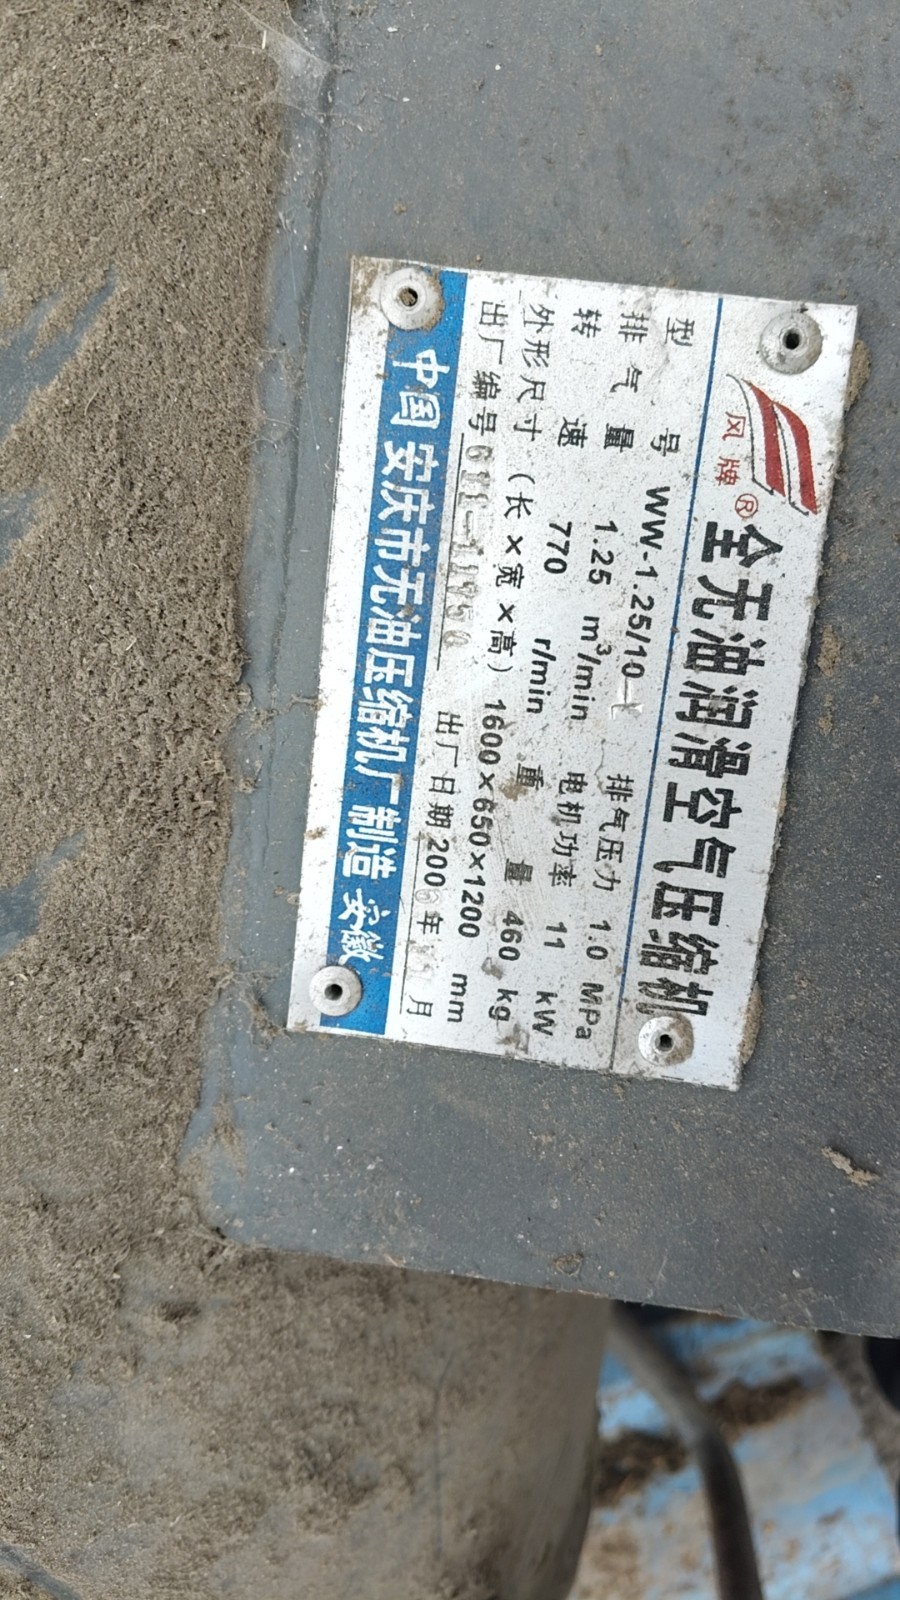 风牌®
全无油润滑空气压缩机
型号 WW-1.25/10
排气量 1.25 m³/min 排气压力 1.0 MPa
转速 770 r/min 电机功率 11 kW
外形尺寸(长×宽×高)1600×650×1200 mm 重量 460 kg
出厂编号 出厂日期 200 年 月
中国 安庆市无油压缩机厂制造 安徽